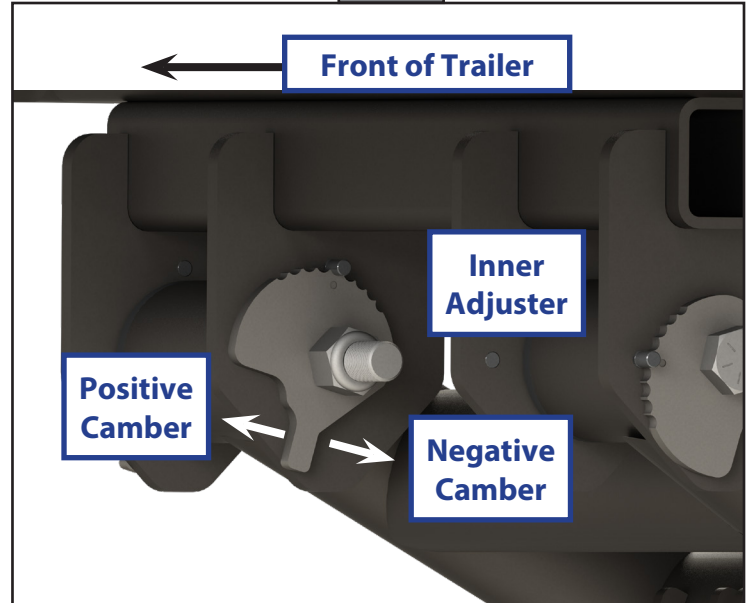 Front of Trailer
Inner
Adjuster
Positive
Camber
Negative
Camber